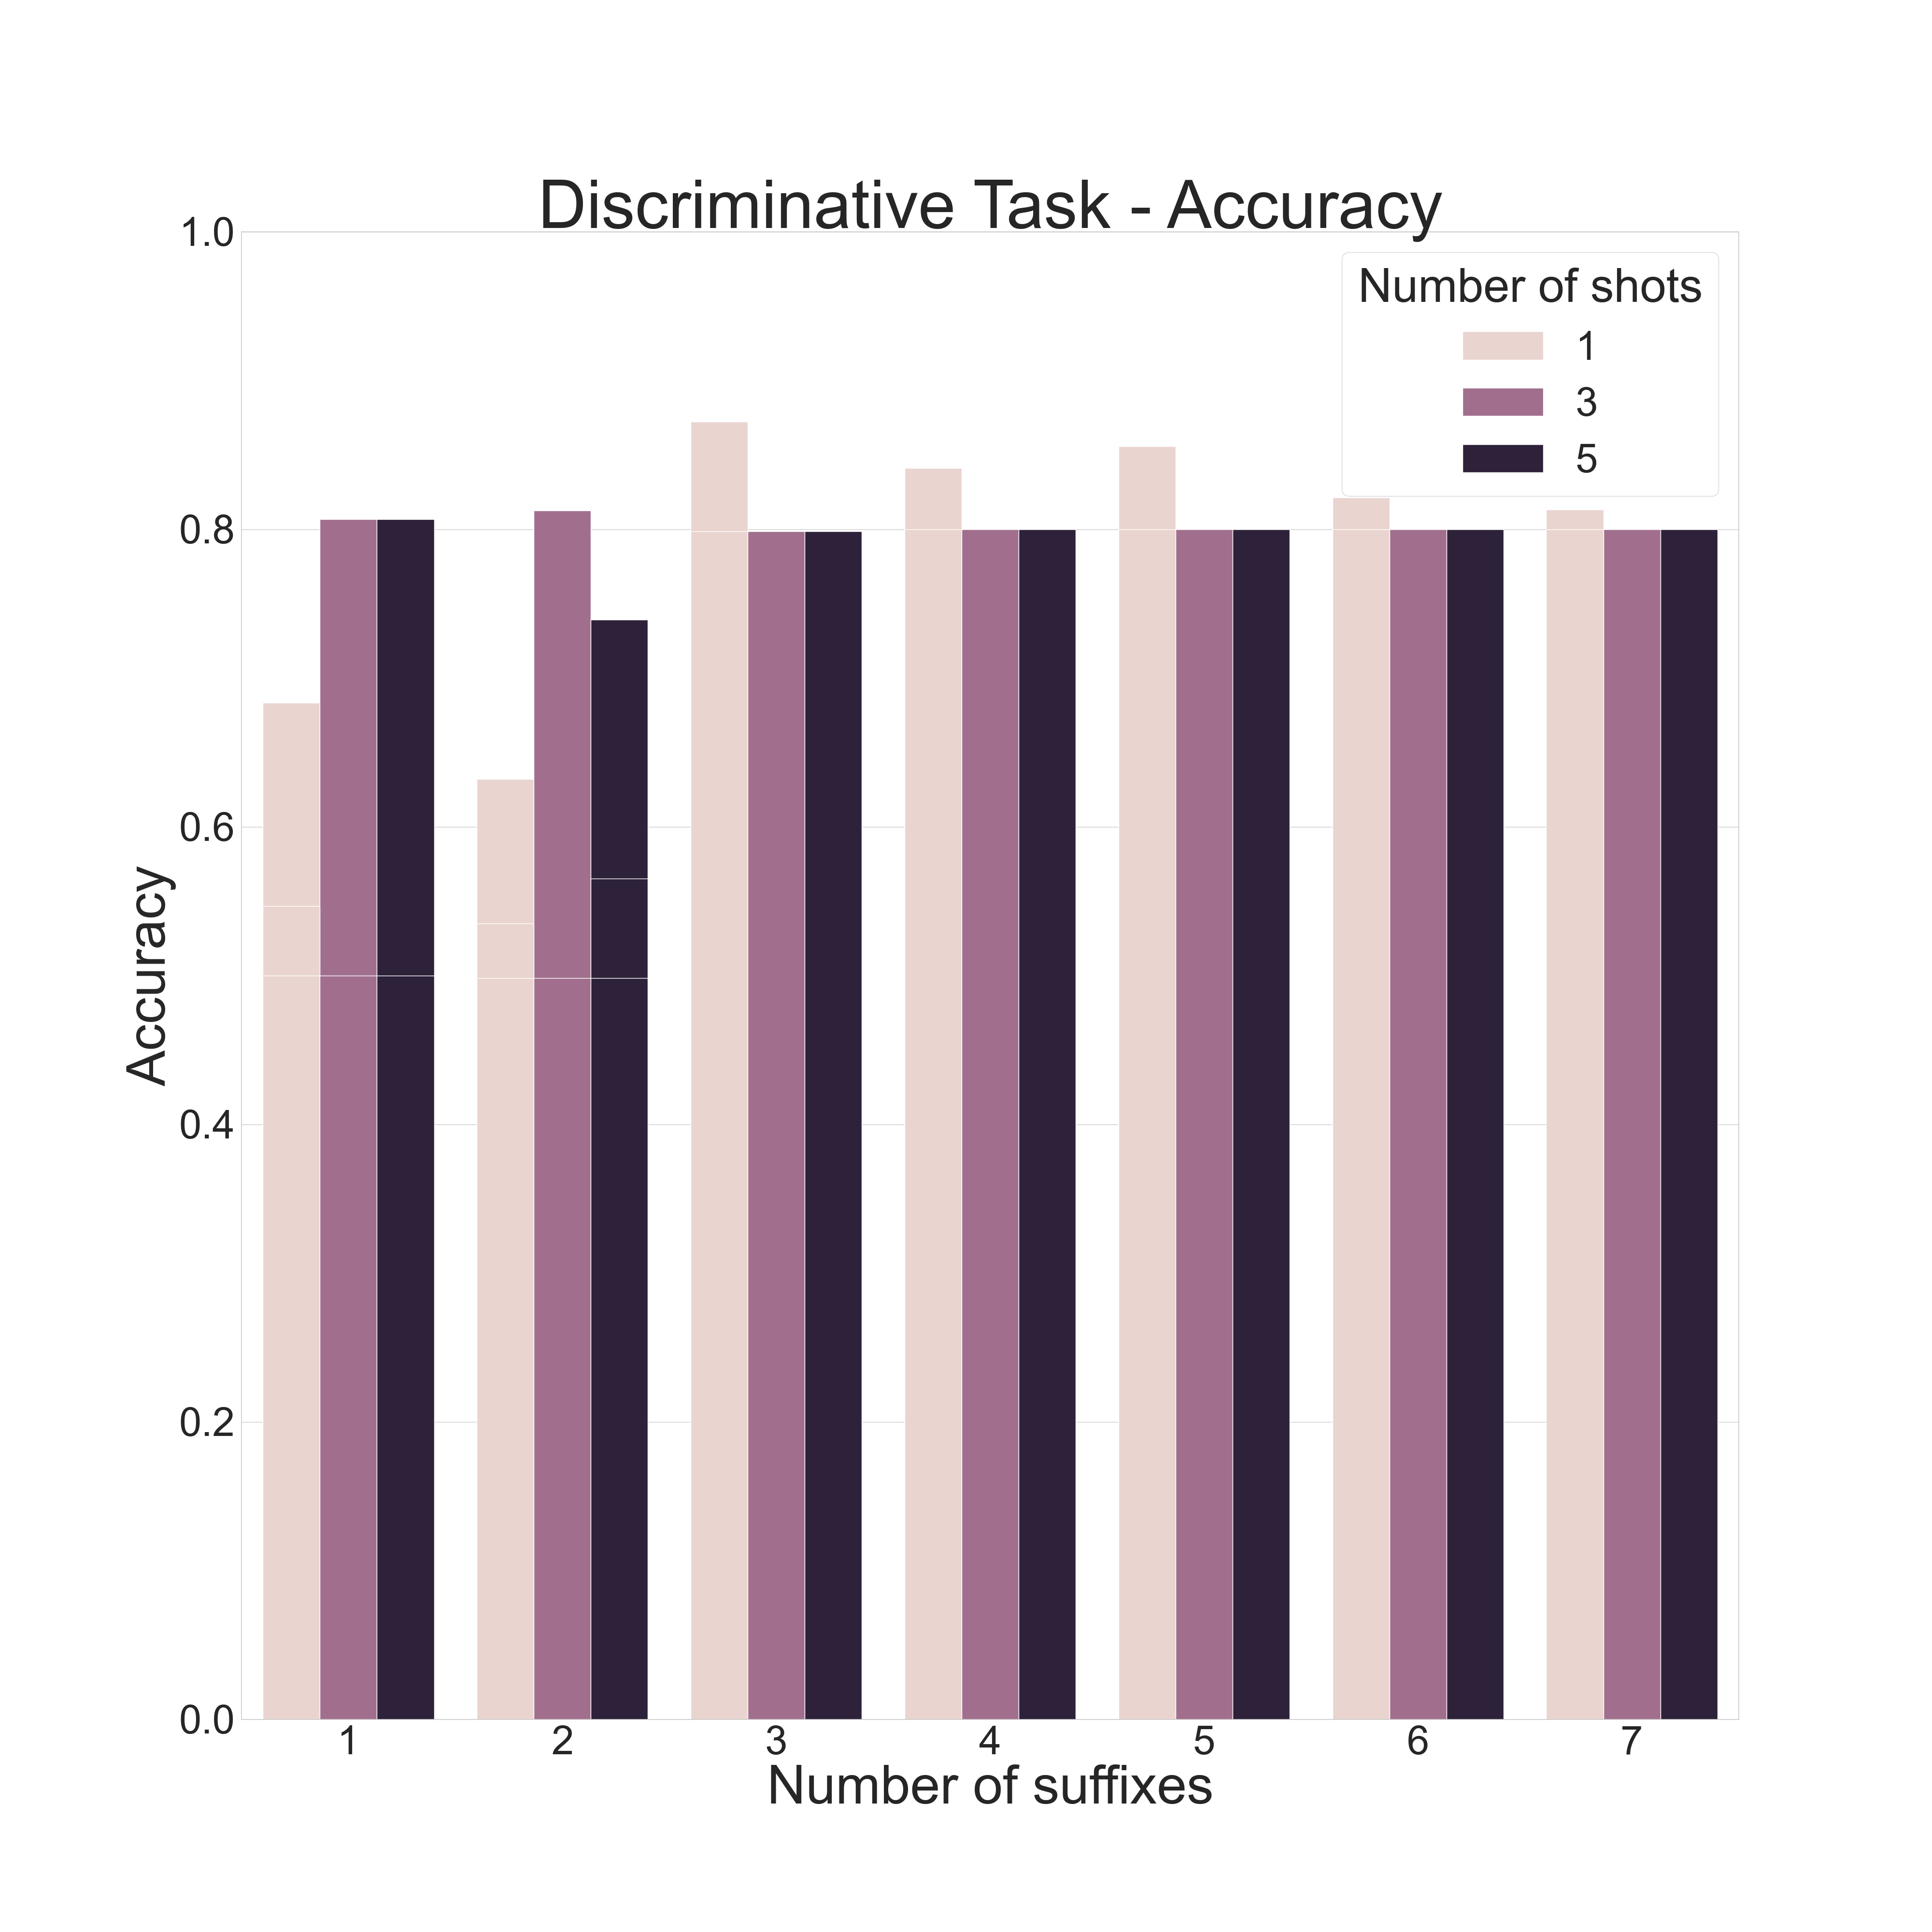 Discriminative Task - Accuracy
Number of shots
1
3
5
1.0
0.8
0.6
0.4
0.2
0.0
Accuracy
1 2 3 4 5 6 7
Number of suffixes